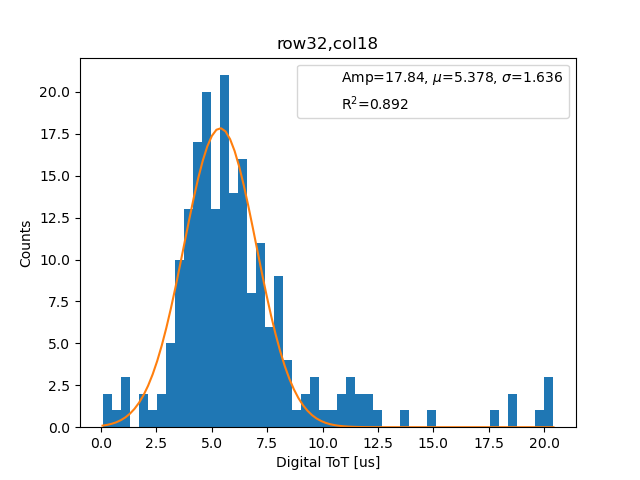 row32,col18
Amp=17.84, μ=5.378, σ=1.636
R²=0.892
20.0
17.5
15.0
12.5
10.0
7.5
5.0
2.5
0.0
Counts
0.0 2.5 5.0 7.5 10.0 12.5 15.0 17.5 20.0
Digital ToT [us]